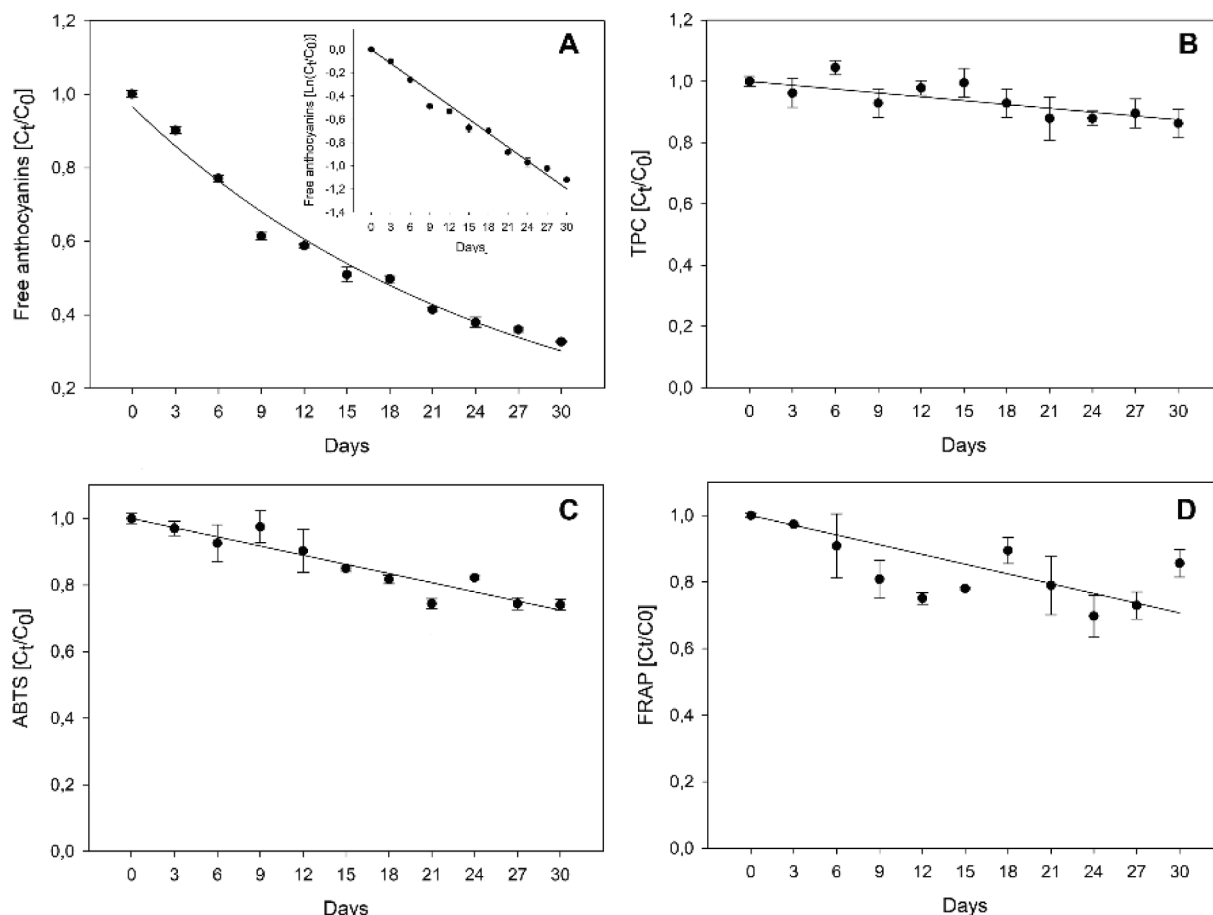 A
Free anthocyanins [Ct/C0]
1,2
1,0
0,8
0,6
0,4
0,2
0 3 6 9 12 15 18 21 24 27 30
Days
Free anthocyanins [Ln(Ct/C0)]
0,0
-0,2
-0,4
-0,6
-0,8
-1,0
-1,2
-1,4
0 3 6 9 12 15 18 21 24 27 30
Days
B
TPC [Ct/C0]
1,2
1,0
0,8
0,6
0,4
0,2
0,0
0 3 6 9 12 15 18 21 24 27 30
Days
C
ABTS [Ct/C0]
1,0
0,8
0,6
0,4
0,2
0,0
0 3 6 9 12 15 18 21 24 27 30
Days
D
FRAP [Ct/C0]
1,0
0,8
0,6
0,4
0,2
0,0
0 3 6 9 12 15 18 21 24 27 30
Days